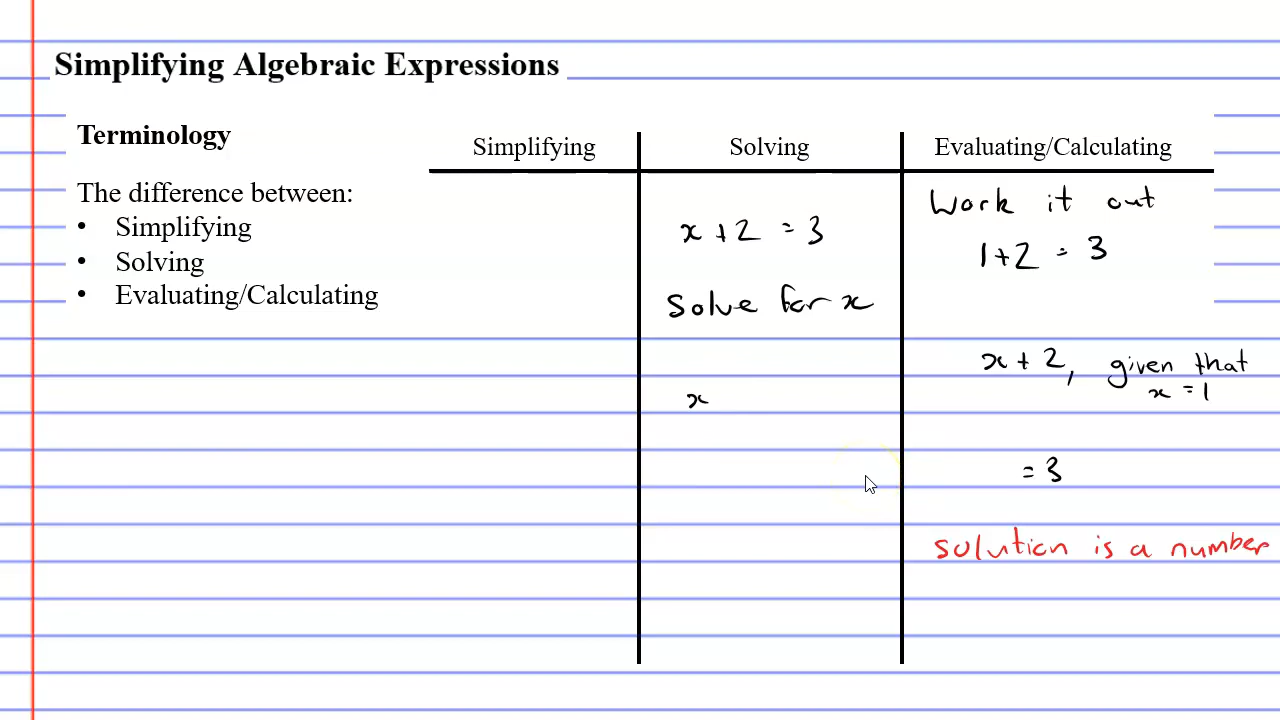 Simplifying Algebraic Expressions
Terminology
The difference between:
• Simplifying
• Solving
• Evaluating/Calculating
Simplifying
Solving
x + 2 = 3
Solve for x
x
Evaluating/Calculating
Work it out
1 + 2 = 3
x + 2, given that
x = 1
= 3
solution is a number